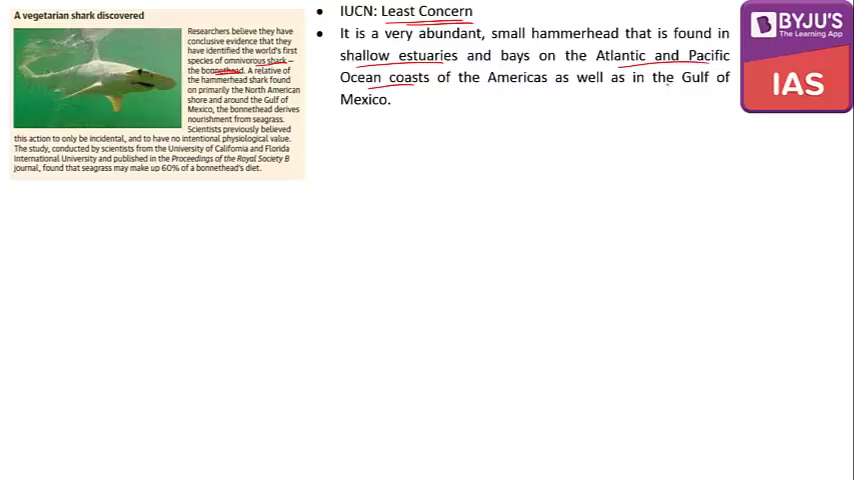 A vegetarian shark discovered
Researchers believe they have
conclusive evidence that they
have identified the world's first
species of omnivorous shark –
the bonnethead. A relative of
the hammerhead shark found
on primarily the North American
shore and around the Gulf of
Mexico, the bonnethead derives
nourishment from seagrass.
Scientists previously believed
this action to only be incidental, and to have no intentional physiological value.
The study, conducted by scientists from the University of California and Florida
International University and published in the Proceedings of the Royal Society B
journal, found that seagrass may make up 60% of a bonnethead's diet.
• IUCN: Least Concern
• It is a very abundant, small hammerhead that is found in
shallow estuaries and bays on the Atlantic and Pacific
Ocean coasts of the Americas as well as in the Gulf of
Mexico.
BYJU'S
The Learning App
IAS